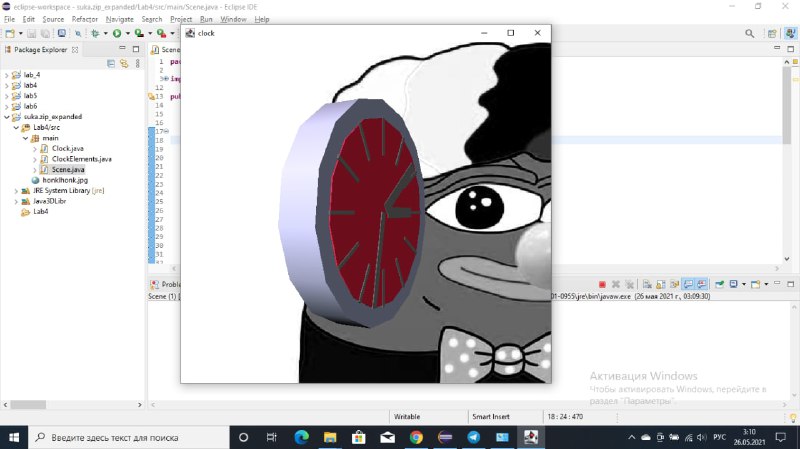 eclipse-workspace - suka.zip_expanded/Lab4/src/main/Scene.java - Eclipse IDE
File Edit Source Refactor Navigate Search Project Run Window Help
clock
Package Explorer
lab_4
lab4
lab5
lab6
suka.zip_expanded
Lab4/src
main
Clock.java
ClockElements.java
Scene.java
honklhonk.jpg
JRE System Library [jre]
Java3DLibr
Lab4
Scene
1
2
3
13
14
15
16
17
18
19
20
21
22
23
24
25
26
27
28
29
30
31
32
pac
imp
pub
Problem
Scene (1) [
01-0955\jre\bin\javaw.exe (26 мая 2021 г., 03:09:30)
Активация Windows
Чтобы активировать Windows, перейдите в
раздел "Параметры".
Writable
Smart Insert
18 : 24 : 470
Введите здесь текст для поиска
РУС
3:10
26.05.2021